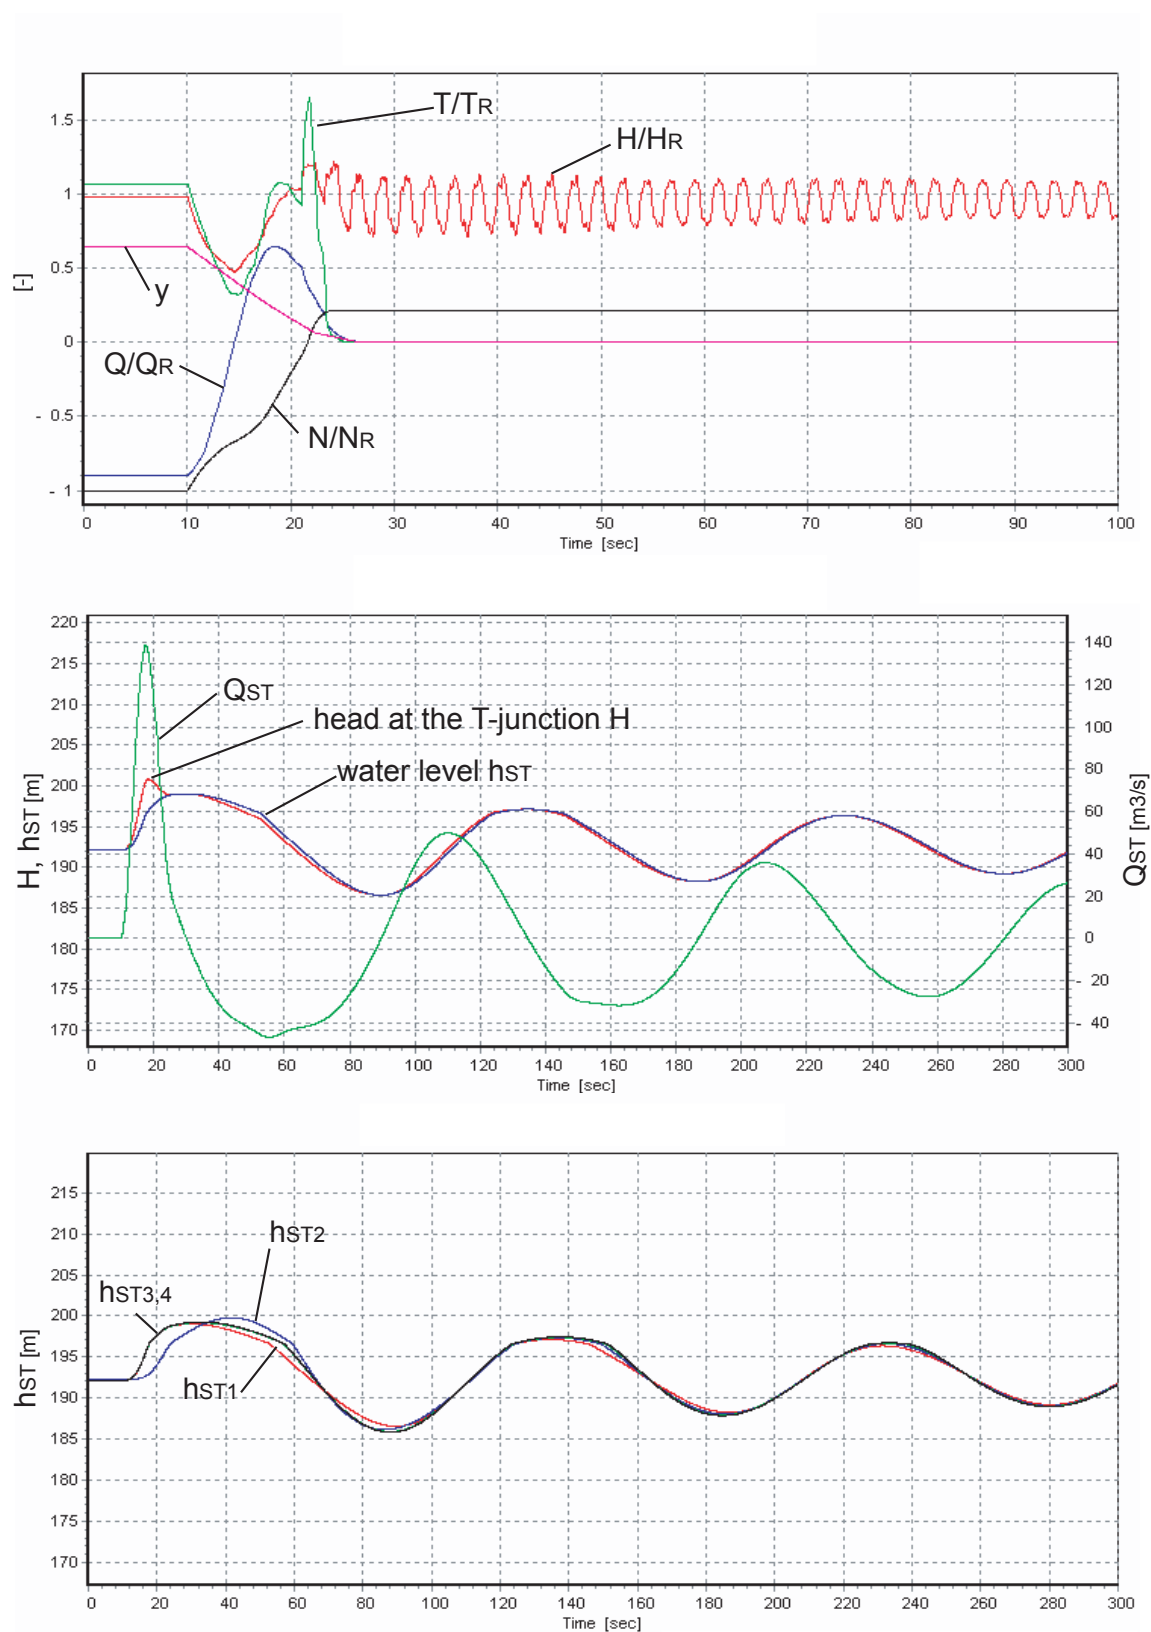 T/TR
H/HR
1.5
1
0.5
[-]
y
0
Q/QR
- 0.5
N/NR
- 1
0 10 20 30 40 50 60 70 80 90 100
Time [sec]
220
215
210
205
200
195
190
185
180
175
170
H, hST [m]
QST
head at the T-junction H
water level hST
140
120
100
80
60
40
20
0
- 20
- 40
QST [m3/s]
0 20 40 60 80 100 120 140 160 180 200 220 240 260 280 300
Time [sec]
215
210
205
200
195
190
185
180
175
170
hST [m]
hST2
hST3,4
hST1
0 20 40 60 80 100 120 140 160 180 200 220 240 260 280 300
Time [sec]